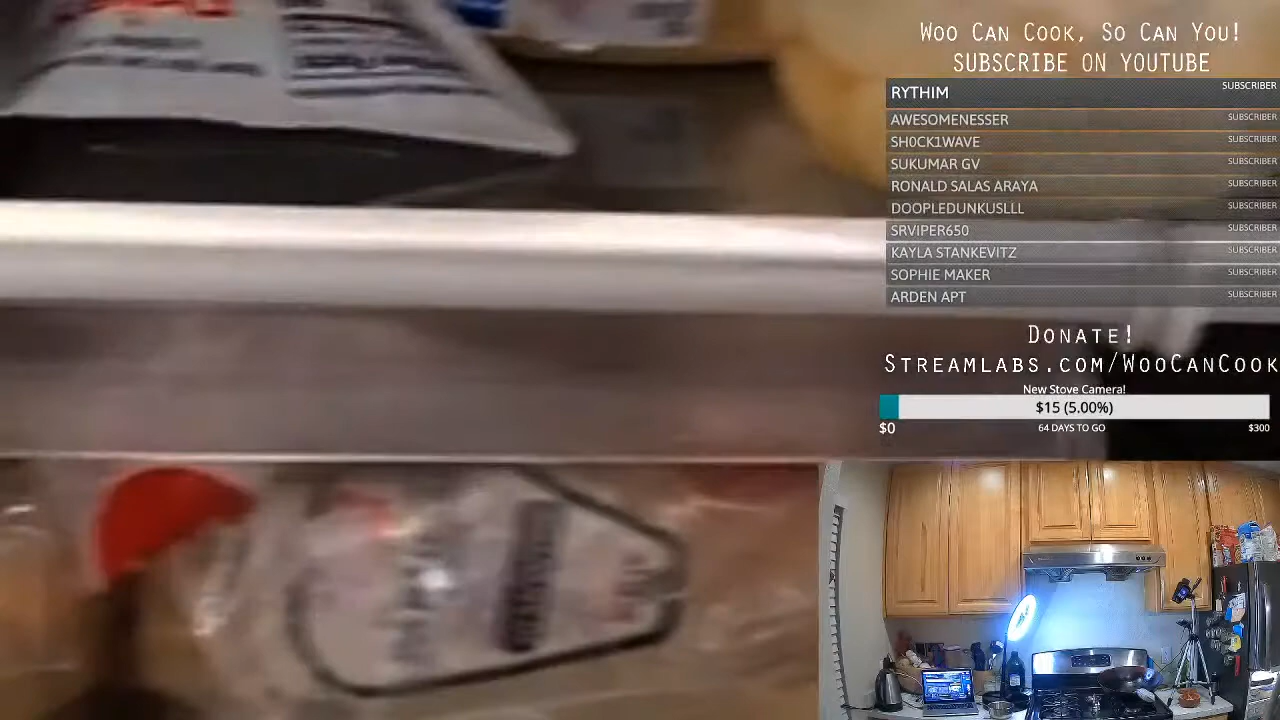 Woo Can Cook, So Can You!
SUBSCRIBE ON YOUTUBE
RYTHIM SUBSCRIBER
AWESOMENESSER SUBSCRIBER
SH0CK1WAVE SUBSCRIBER
SUKUMAR GV SUBSCRIBER
RONALD SALAS ARAYA SUBSCRIBER
DOOPLEDUNKUSLLL SUBSCRIBER
SRVIPER650 SUBSCRIBER
KAYLA STANKEVITZ SUBSCRIBER
SOPHIE MAKER SUBSCRIBER
ARDEN APT SUBSCRIBER
Donate!
Streamlabs.com/WooCanCook
New Stove Camera!
$15 (5.00%)
$0 64 DAYS TO GO $300